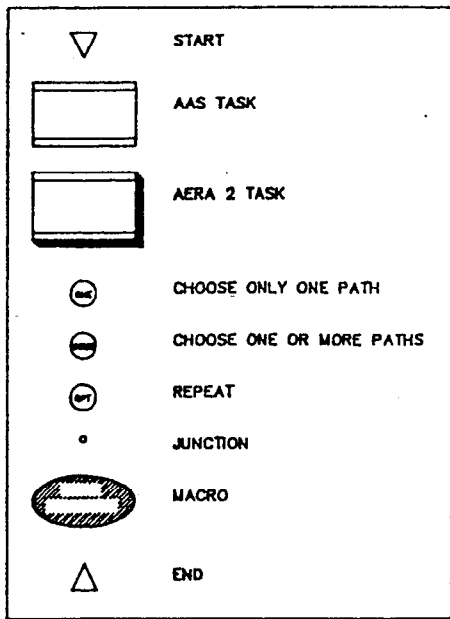 START
AAS TASK
AERA 2 TASK
CHOOSE ONLY ONE PATH
CHOOSE ONE OR MORE PATHS
RPT REPEAT
JUNCTION
MACRO
END